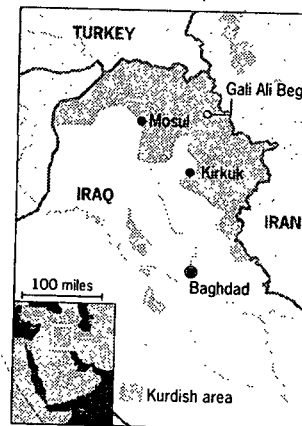 TURKEY
Gali Ali Beg
Mosul
Kirkuk
IRAQ
IRAN
Baghdad
100 miles
Kurdish area